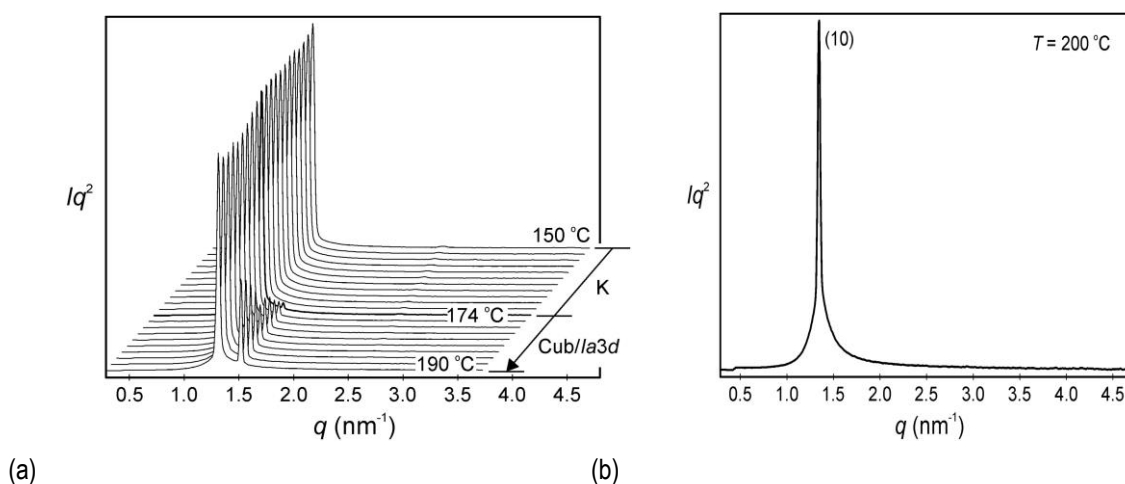 Iq²
150 °C
K
174 °C
Cub/Ia3d
190 °C
0.5 1.0 1.5 2.0 2.5 3.0 3.5 4.0 4.5
q (nm⁻¹)
(a)
(10)
T = 200 °C
Iq²
0.5 1.0 1.5 2.0 2.5 3.0 3.5 4.0 4.5
q (nm⁻¹)
(b)